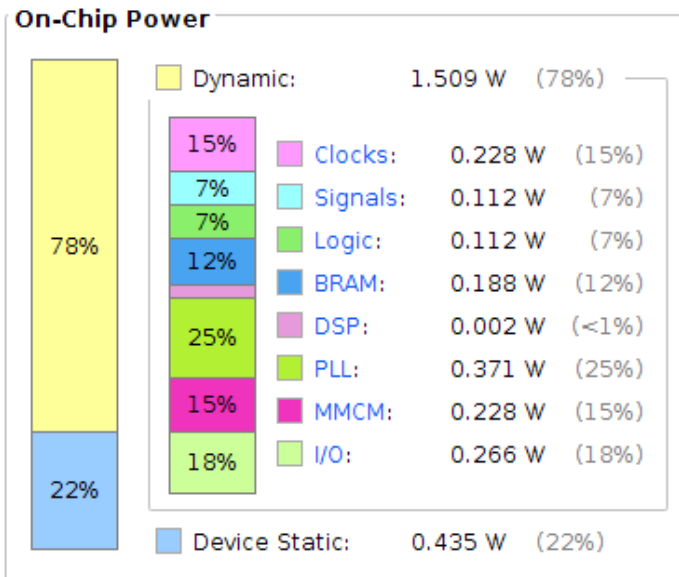 On-Chip Power
Dynamic: 1.509 W (78%)
78%
22%
15%
7%
7%
12%
25%
15%
18%
Clocks: 0.228 W (15%)
Signals: 0.112 W (7%)
Logic: 0.112 W (7%)
BRAM: 0.188 W (12%)
DSP: 0.002 W (<1%)
PLL: 0.371 W (25%)
MMCM: 0.228 W (15%)
I/O: 0.266 W (18%)
Device Static: 0.435 W (22%)